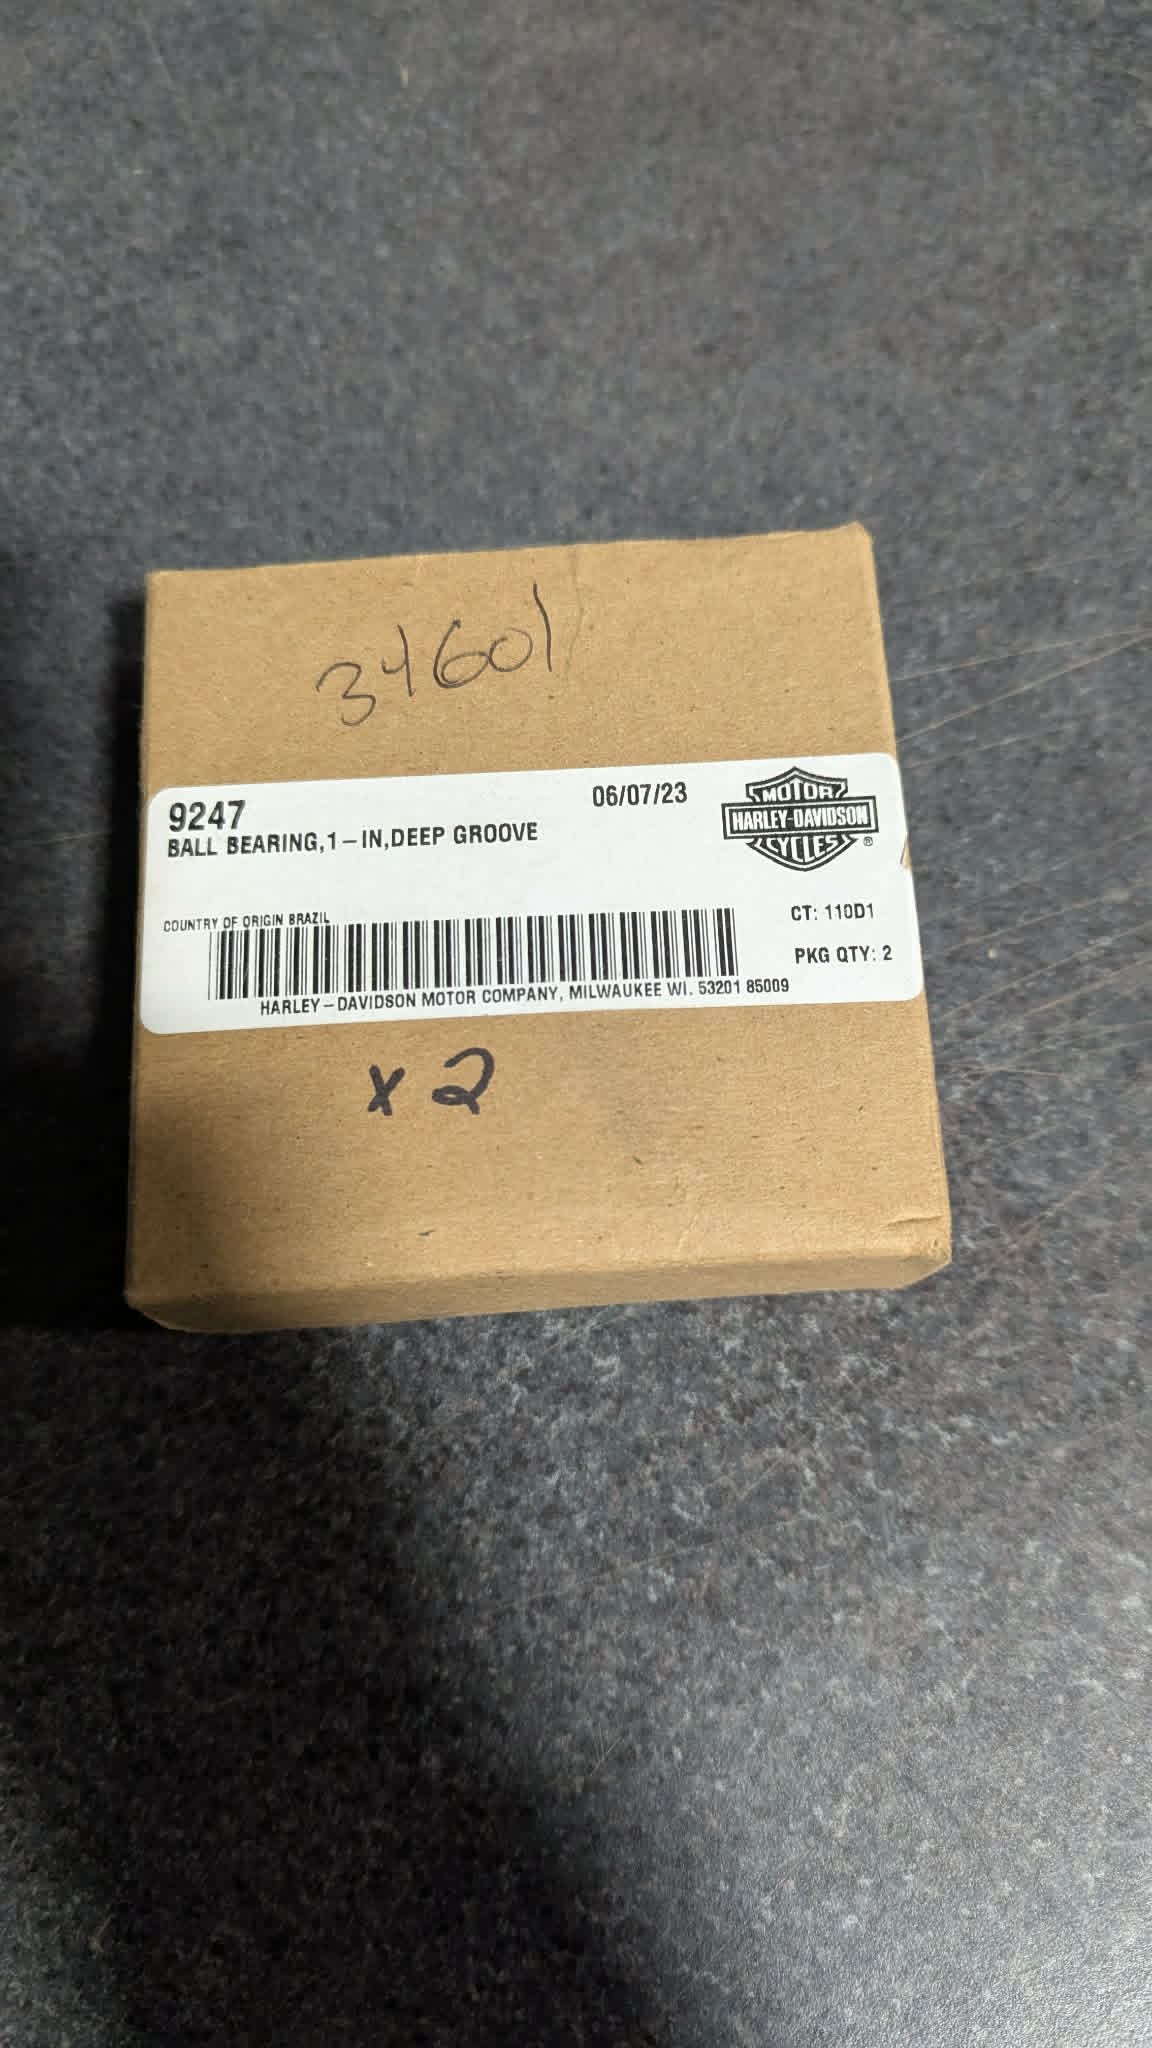 34601
9247
06/07/23
BALL BEARING,1-IN,DEEP GROOVE
MOTOR
HARLEY-DAVIDSON
CYCLES®
COUNTRY OF ORIGIN BRAZIL
CT: 110D1
PKG QTY: 2
HARLEY-DAVIDSON MOTOR COMPANY, MILWAUKEE WI. 53201 85009
x 2